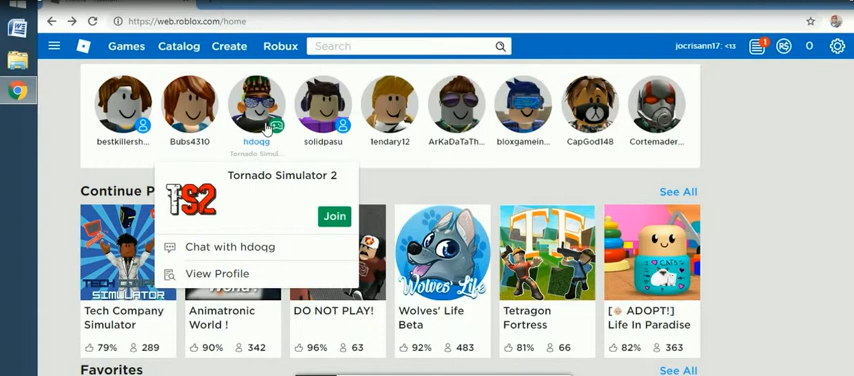 https://web.roblox.com/home
Games Catalog Create Robux Search jocrisann17: <13 1 R$ 0
bestkillersh... Bubs4310 hdoqg solidpasu 1endary12 ArKaDaTaTh... bloxgamein... CapGod148 Cortemader...
Tornado Simul...
Tornado Simulator 2
TS2
Join
Chat with hdoqg
View Profile
Continue P
See All
TECH COMP
SIMULATOR
Wolves' Life
CATS
Tech Company Simulator
Animatronic World !
DO NOT PLAY!
Wolves' Life Beta
Tetragon Fortress
[ ADOPT!] Life In Paradise
79% 289 90% 342 96% 63 92% 483 81% 66 82% 363
Favorites
See All